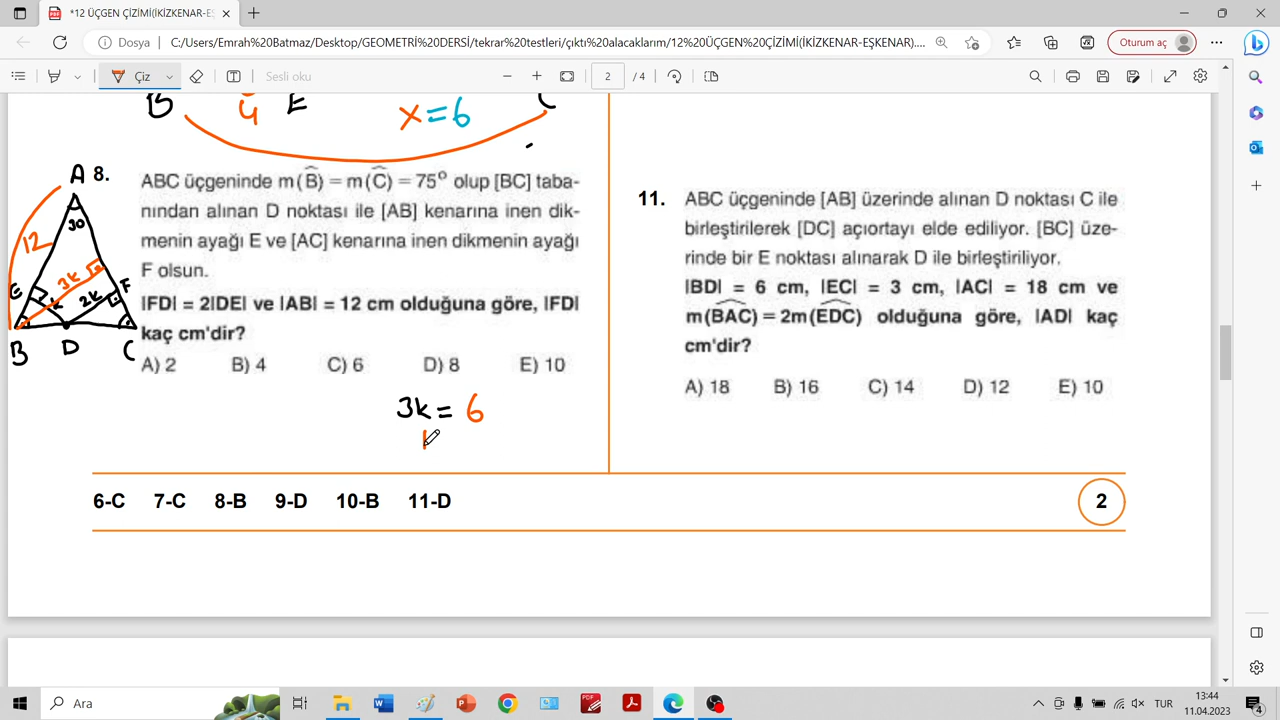 *12 ÜÇGEN ÇİZİMİ(İKİZKENAR-EŞ
Dosya
C:/Users/Emrah%20Batmaz/Desktop/GEOMETRİ%20DERSİ/tekrar%20testleri/çıktı%20alacaklarım/12%20ÜÇGEN%20ÇİZİMİ(İKİZKENAR-EŞKENAR)....
Oturum aç
Çiz
Sesli oku
2 / 4
B 4 E x=6 C
8.
ABC üçgeninde m(B) = m(C) = 75° olup [BC] taba-
nından alınan D noktası ile [AB] kenarına inen dik-
menin ayağı E ve [AC] kenarına inen dikmenin ayağı
F olsun.
|FD| = 2|DE| ve |AB| = 12 cm olduğuna göre, |FD|
kaç cm'dir?
A) 2 B) 4 C) 6 D) 8 E) 10
A
30
12
3k
E
F
k
2k
B D C
3k = 6
11.
ABC üçgeninde [AB] üzerinde alınan D noktası C ile
birleştirilerek [DC] açıortayı elde ediliyor. [BC] üze-
rinde bir E noktası alınarak D ile birleştiriliyor.
|BD| = 6 cm, |EC| = 3 cm, |AC| = 18 cm ve
m(BAC) = 2m(EDC) olduğuna göre, |AD| kaç
cm'dir?
A) 18 B) 16 C) 14 D) 12 E) 10
6-C 7-C 8-B 9-D 10-B 11-D
2
Ara
TUR
13:44
11.04.2023
4